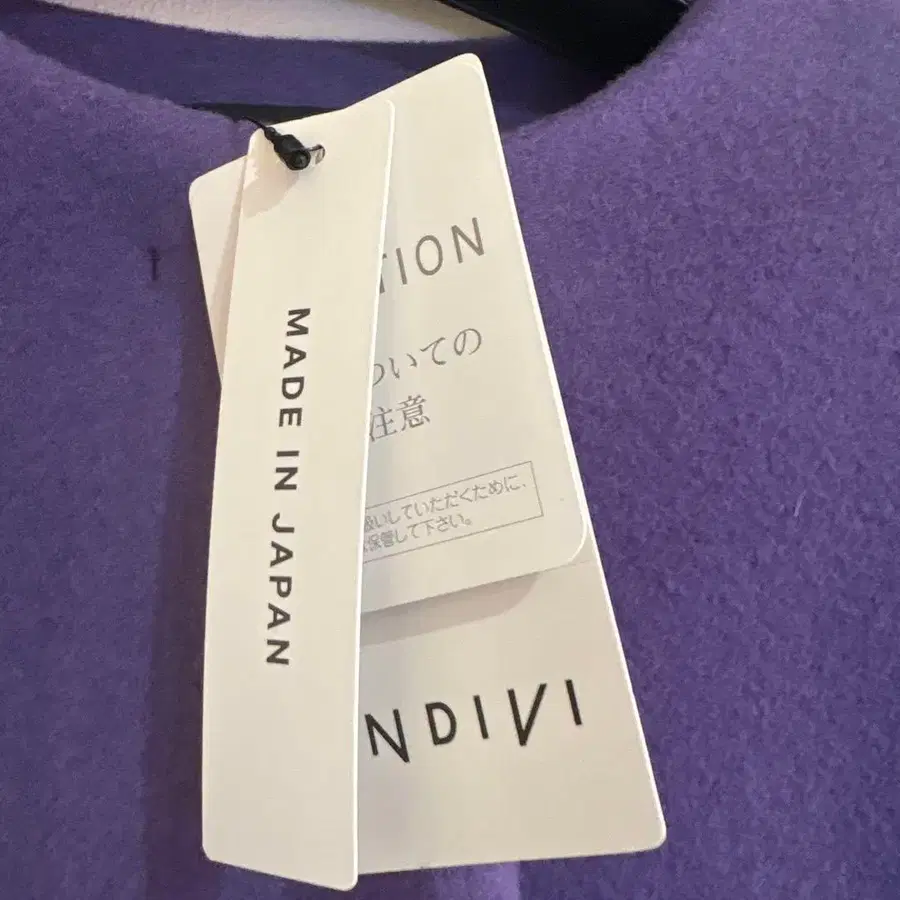 MADE IN JAPAN
TION
ついての
注意
扱いしていただくために、
保管して下さい。
NDIVI